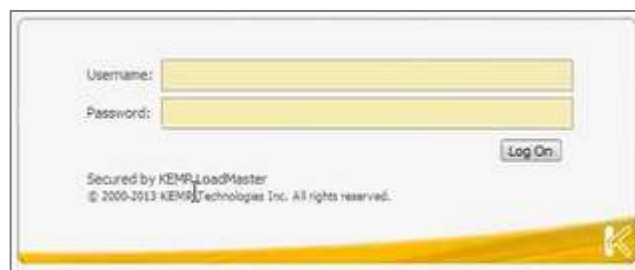 Username:
Password:
Log On
Secured by KEMP LoadMaster
© 2000-2013 KEMP Technologies Inc. All rights reserved.
K